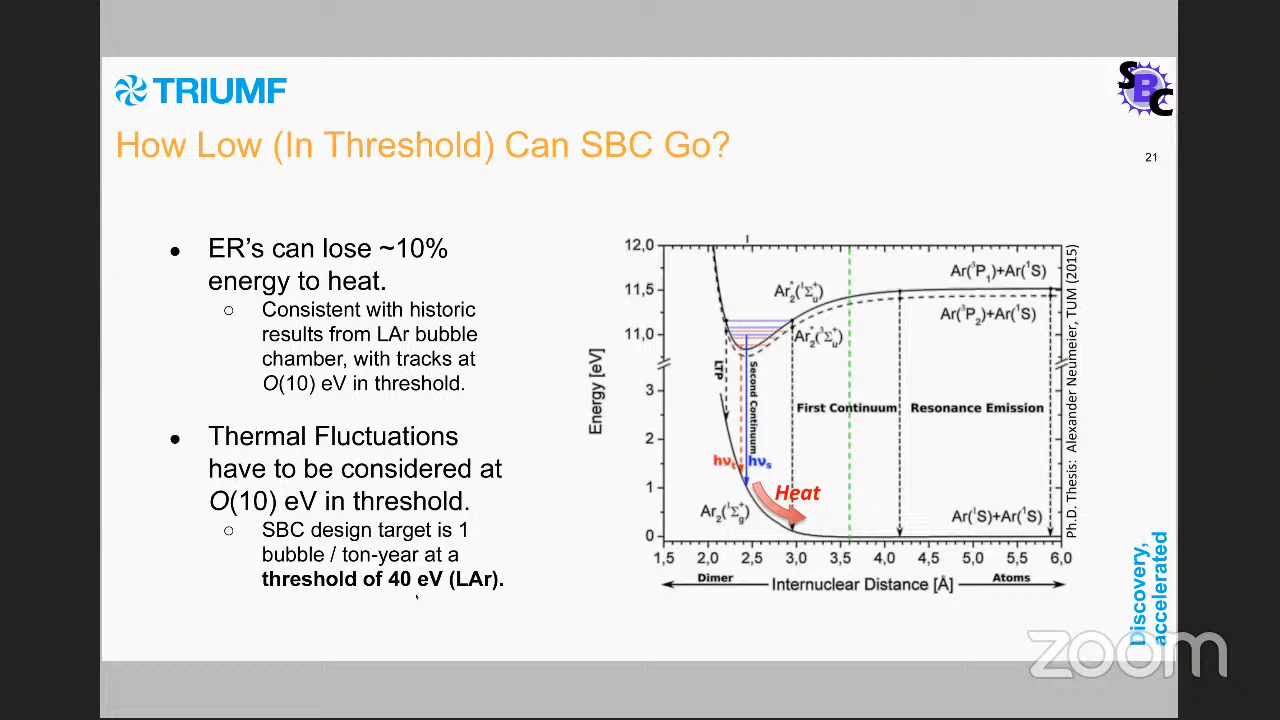 TRIUMF
SBC
How Low (In Threshold) Can SBC Go?
21
● ER's can lose ~10%
energy to heat.
○ Consistent with historic
results from LAr bubble
chamber, with tracks at
O(10) eV in threshold.
● Thermal Fluctuations
have to be considered at
O(10) eV in threshold.
○ SBC design target is 1
bubble / ton-year at a
threshold of 40 eV (LAr).
Energy [eV]
12,0
11,5
11,0
3
2
1
0
Ar₂*(¹Σᵤ⁺)
Ar₂*(³Σᵤ⁺)
Ar(³P₁)+Ar(¹S)
Ar(³P₂)+Ar(¹S)
LTP
Second Continuum
First Continuum
Resonance Emission
hνₜ
hνₛ
Heat
Ar₂(¹Σg⁺)
Ar(¹S)+Ar(¹S)
1,5 2,0 2,5 3,0 3,5 4,0 4,5 5,0 5,5 6,0
Dimer
Internuclear Distance [Å]
Atoms
Ph.D. Thesis: Alexander Neumeier, TUM (2015)
Discovery,
accelerated
zoom